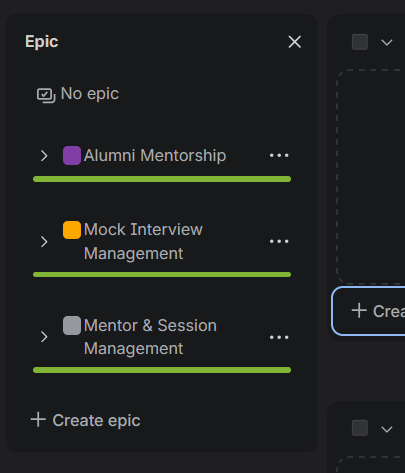 Epic
No epic
Alumni Mentorship
Mock Interview
Management
Mentor & Session
Management
Create epic